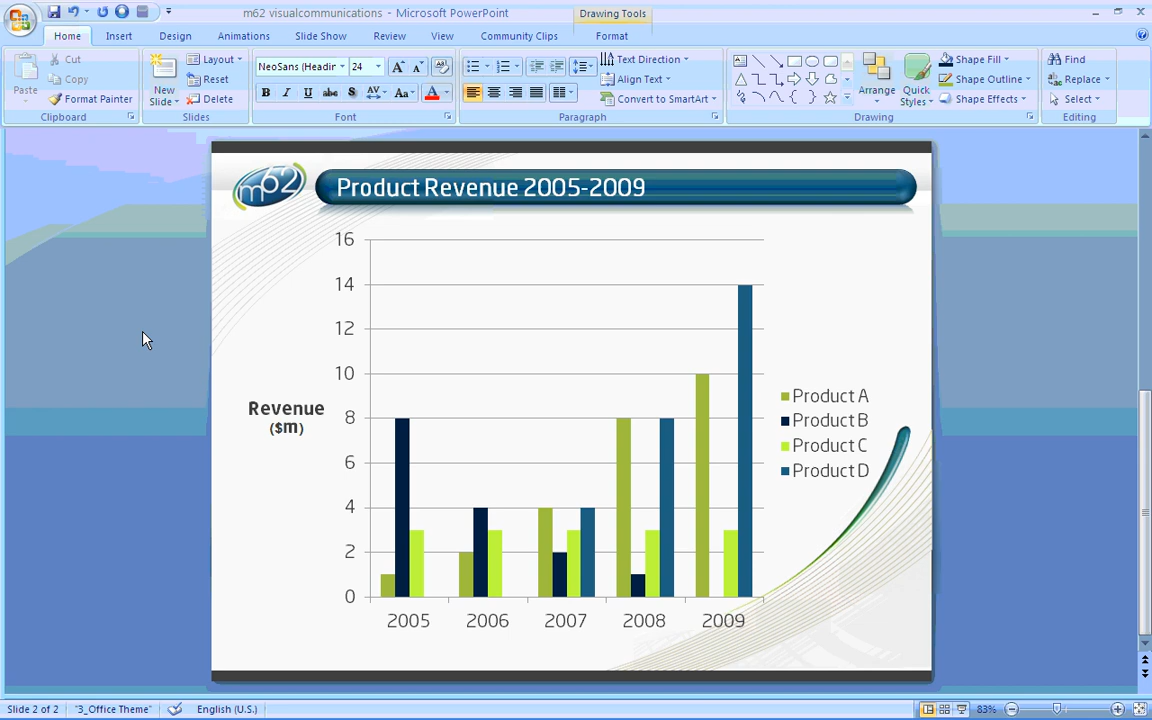 m62 visualcommunications - Microsoft PowerPoint
Drawing Tools
Home Insert Design Animations Slide Show Review View Community Clips Format
Paste
Cut
Copy
Format Painter
Clipboard
New
Slide
Layout
Reset
Delete
Slides
NeoSans (Headir 24
B I U abc S AV Aa A
Font
Text Direction
Align Text
Convert to SmartArt
Paragraph
Arrange
Quick
Styles
Shape Fill
Shape Outline
Shape Effects
Drawing
Find
Replace
Select
Editing
m62
Product Revenue 2005-2009
16
14
12
10
8
6
4
2
0
Revenue
($m)
2005 2006 2007 2008 2009
Product A
Product B
Product C
Product D
Slide 2 of 2 "3_Office Theme" English (U.S.) 83%